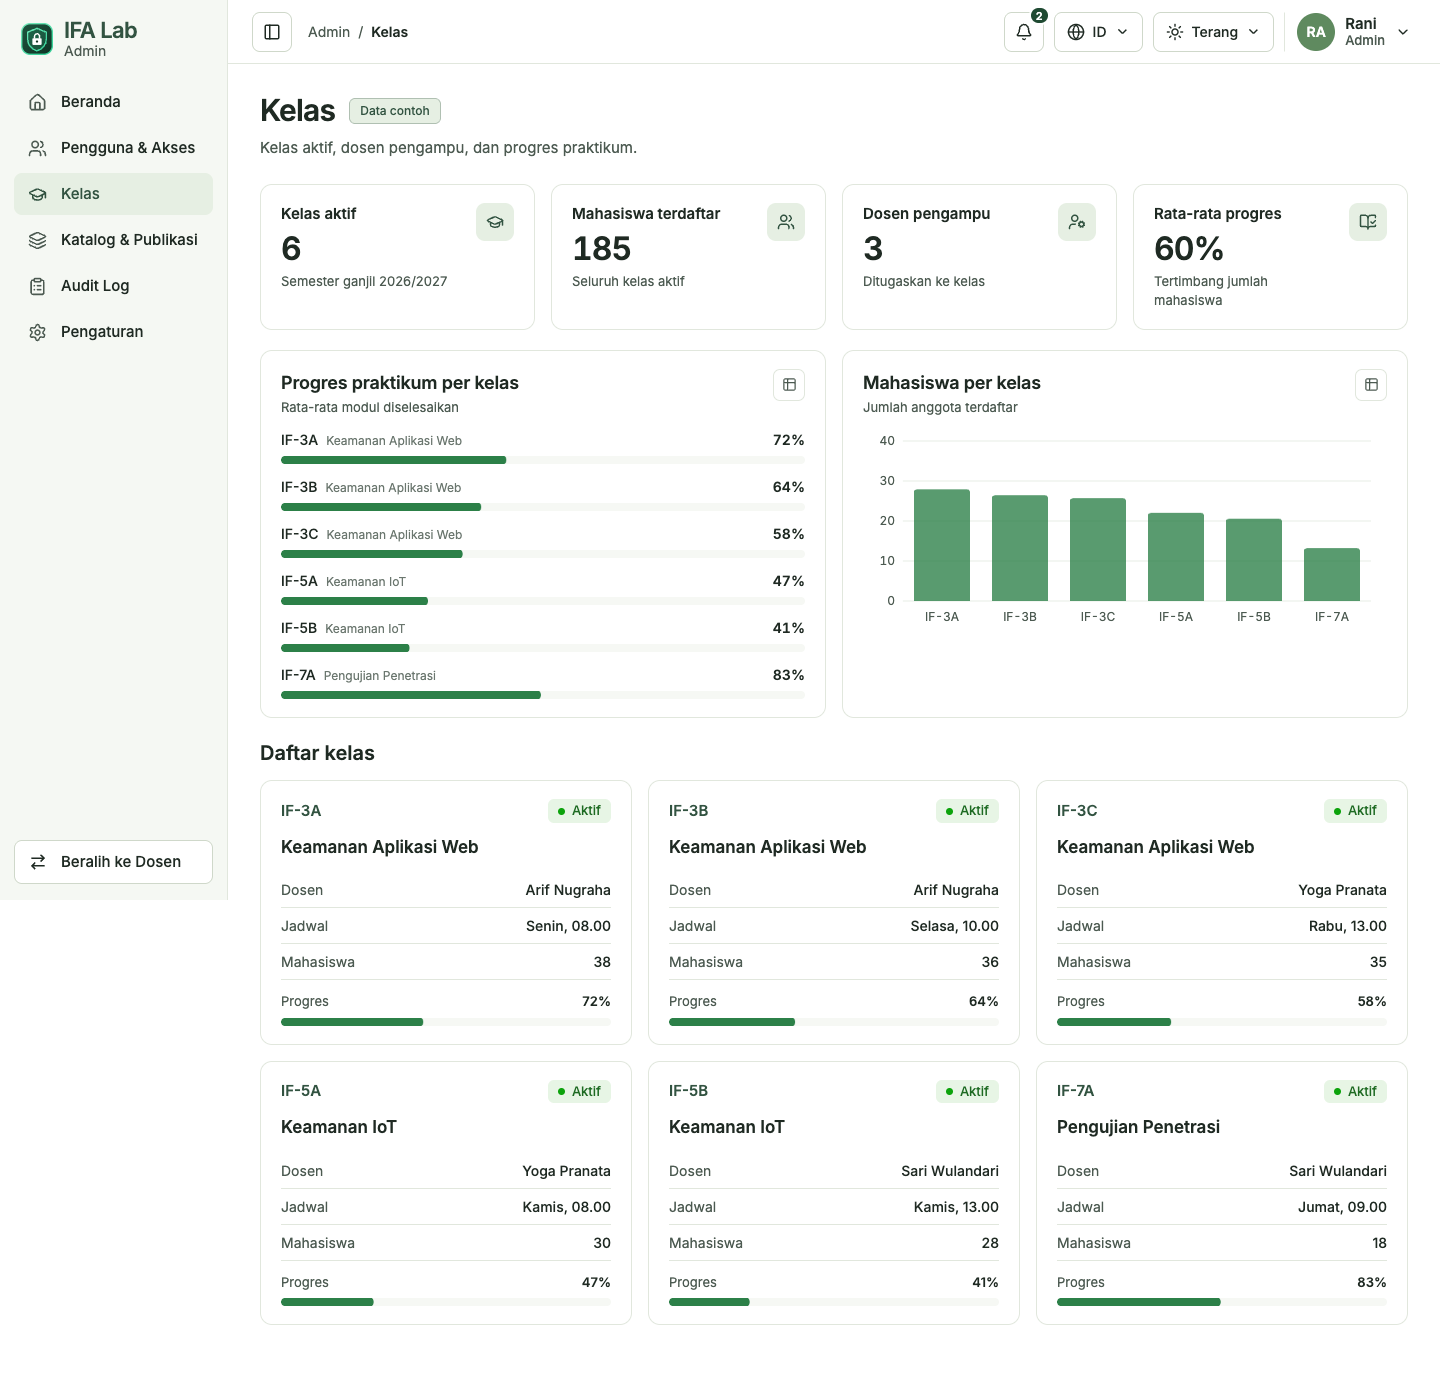 IFA Lab
Admin
Beranda
Pengguna & Akses
Kelas
Katalog & Publikasi
Audit Log
Pengaturan
Beralih ke Dosen
Admin / Kelas
2
ID
Terang
RA
Rani
Admin
Kelas
Data contoh
Kelas aktif, dosen pengampu, dan progres praktikum.
Kelas aktif
6
Semester ganjil 2026/2027
Mahasiswa terdaftar
185
Seluruh kelas aktif
Dosen pengampu
3
Ditugaskan ke kelas
Rata-rata progres
60%
Tertimbang jumlah
mahasiswa
Progres praktikum per kelas
Rata-rata modul diselesaikan
IF-3A Keamanan Aplikasi Web 72%
IF-3B Keamanan Aplikasi Web 64%
IF-3C Keamanan Aplikasi Web 58%
IF-5A Keamanan IoT 47%
IF-5B Keamanan IoT 41%
IF-7A Pengujian Penetrasi 83%
Mahasiswa per kelas
Jumlah anggota terdaftar
40
30
20
10
0
IF-3A IF-3B IF-3C IF-5A IF-5B IF-7A
Daftar kelas
IF-3A Aktif
Keamanan Aplikasi Web
Dosen Arif Nugraha
Jadwal Senin, 08.00
Mahasiswa 38
Progres 72%
IF-3B Aktif
Keamanan Aplikasi Web
Dosen Arif Nugraha
Jadwal Selasa, 10.00
Mahasiswa 36
Progres 64%
IF-3C Aktif
Keamanan Aplikasi Web
Dosen Yoga Pranata
Jadwal Rabu, 13.00
Mahasiswa 35
Progres 58%
IF-5A Aktif
Keamanan IoT
Dosen Yoga Pranata
Jadwal Kamis, 08.00
Mahasiswa 30
Progres 47%
IF-5B Aktif
Keamanan IoT
Dosen Sari Wulandari
Jadwal Kamis, 13.00
Mahasiswa 28
Progres 41%
IF-7A Aktif
Pengujian Penetrasi
Dosen Sari Wulandari
Jadwal Jumat, 09.00
Mahasiswa 18
Progres 83%